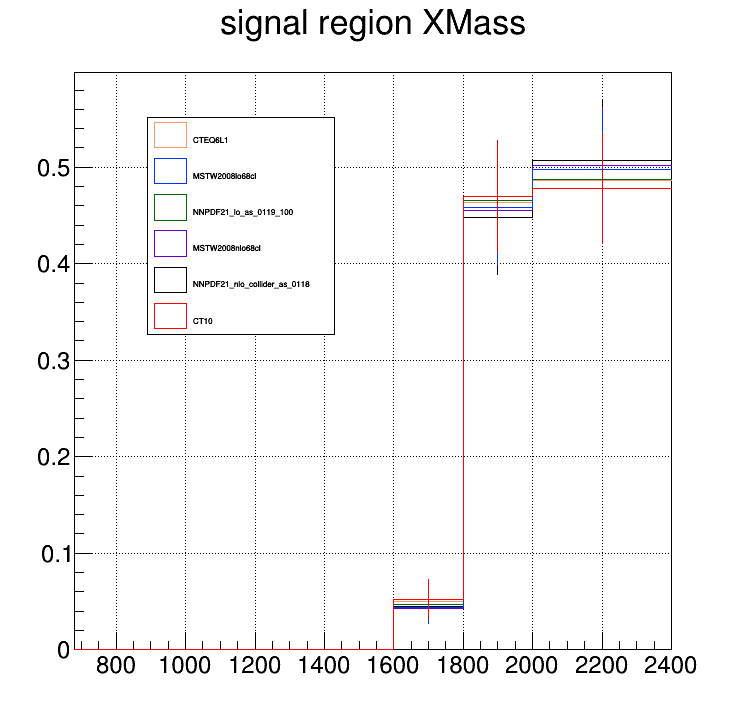 signal region XMass
CTEQ6L1
MSTW2008lo68cl
NNPDF21_lo_as_0119_100
MSTW2008nlo68cl
NNPDF21_nlo_collider_as_0118
CT10
0.5
0.4
0.3
0.2
0.1
0
800 1000 1200 1400 1600 1800 2000 2200 2400